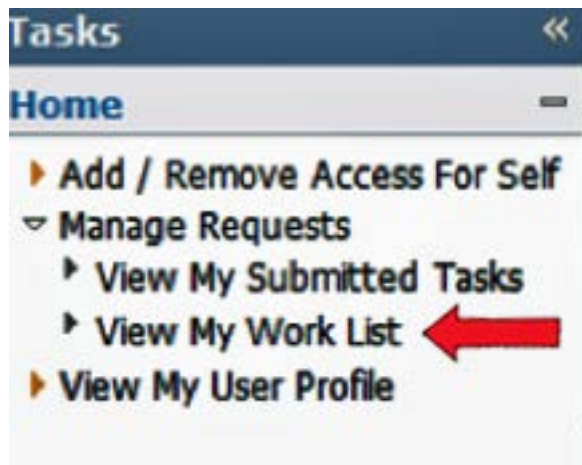 Tasks
Home
Add / Remove Access For Self
Manage Requests
View My Submitted Tasks
View My Work List
View My User Profile